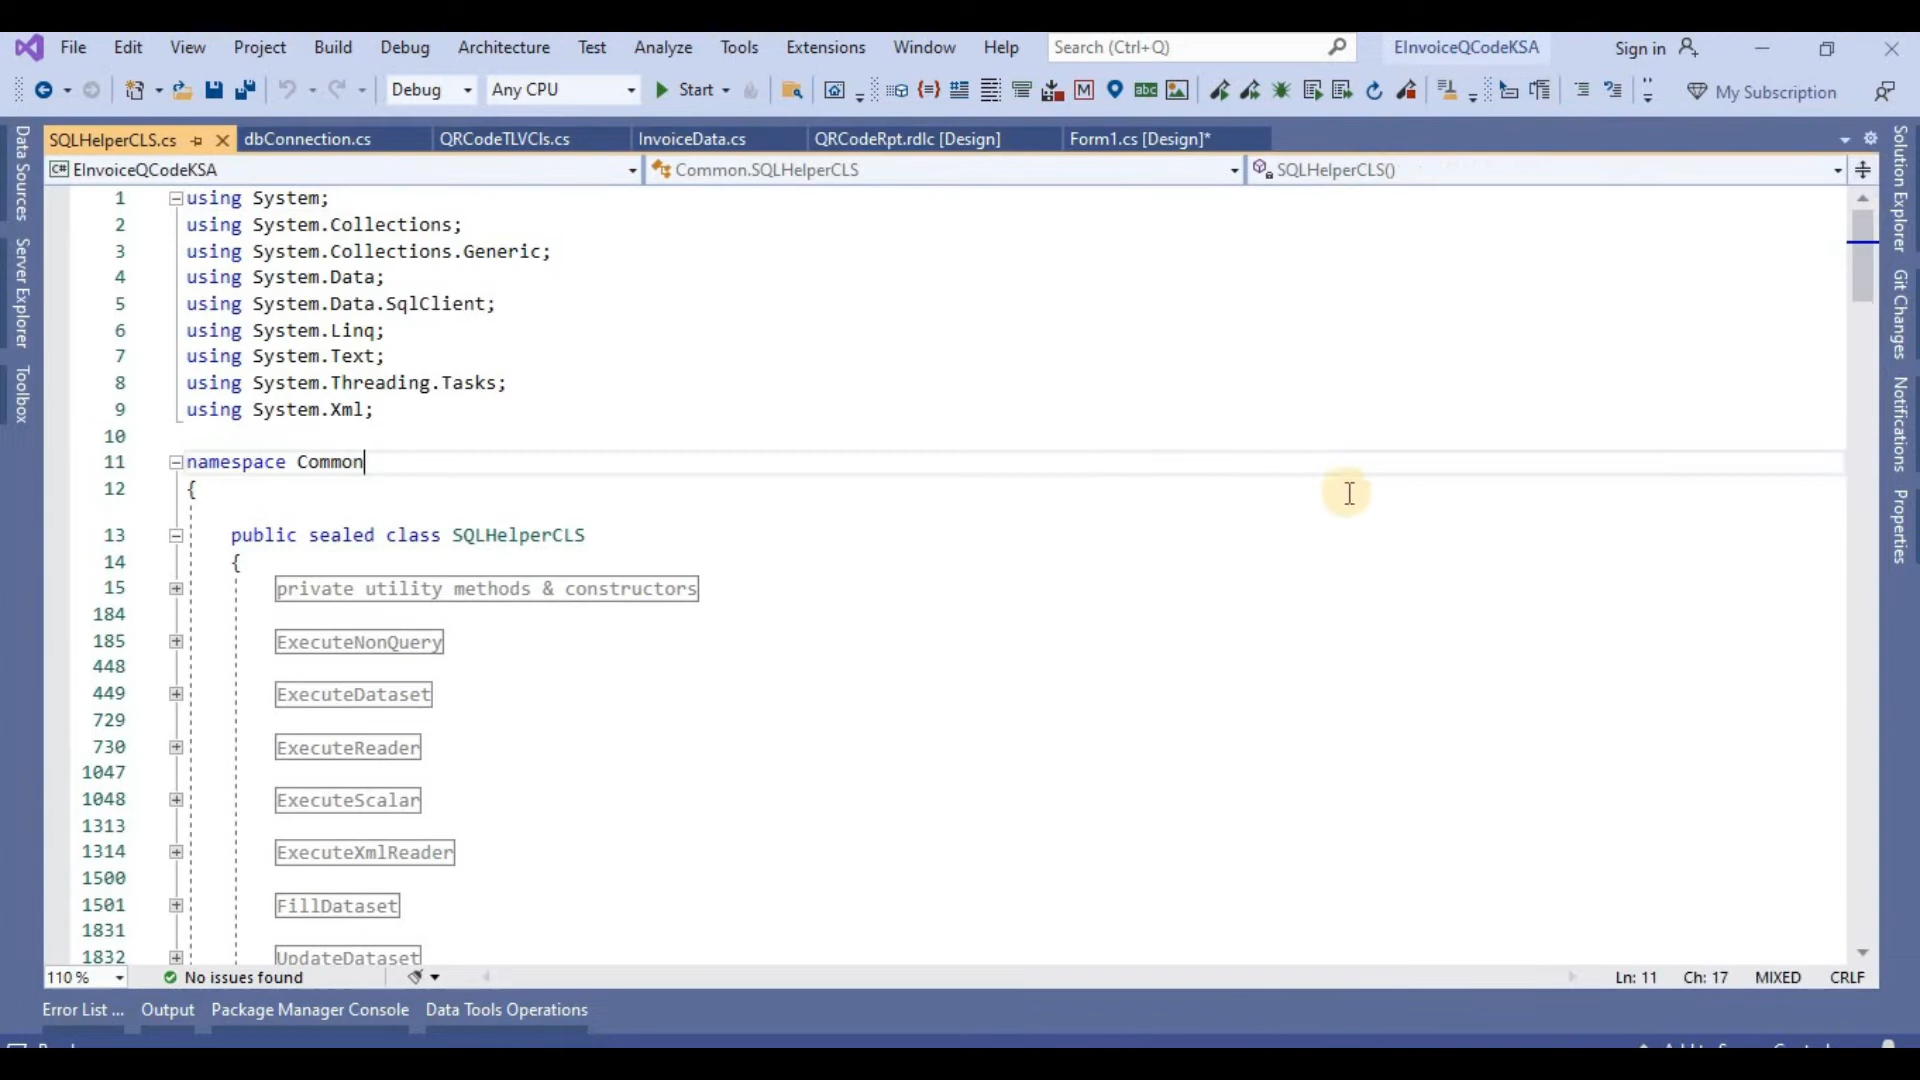 File Edit View Project Build Debug Architecture Test Analyze Tools Extensions Window Help Search (Ctrl+Q) EInvoiceQCodeKSA Sign in
Debug Any CPU Start My Subscription
SQLHelperCLS.cs dbConnection.cs QRCodeTLVCls.cs InvoiceData.cs QRCodeRpt.rdlc [Design] Form1.cs [Design]*
C# EInvoiceQCodeKSA Common.SQLHelperCLS SQLHelperCLS()
Data Sources
Server Explorer
Toolbox
1 using System;
2 using System.Collections;
3 using System.Collections.Generic;
4 using System.Data;
5 using System.Data.SqlClient;
6 using System.Linq;
7 using System.Text;
8 using System.Threading.Tasks;
9 using System.Xml;
10
11 namespace Common
12 {
13 public sealed class SQLHelperCLS
14 {
15 private utility methods & constructors
184
185 ExecuteNonQuery
448
449 ExecuteDataset
729
730 ExecuteReader
1047
1048 ExecuteScalar
1313
1314 ExecuteXmlReader
1500
1501 FillDataset
1831
1832 UpdateDataset
Solution Explorer
Git Changes
Notifications
Properties
110 % No issues found Ln: 11 Ch: 17 MIXED CRLF
Error List ... Output Package Manager Console Data Tools Operations